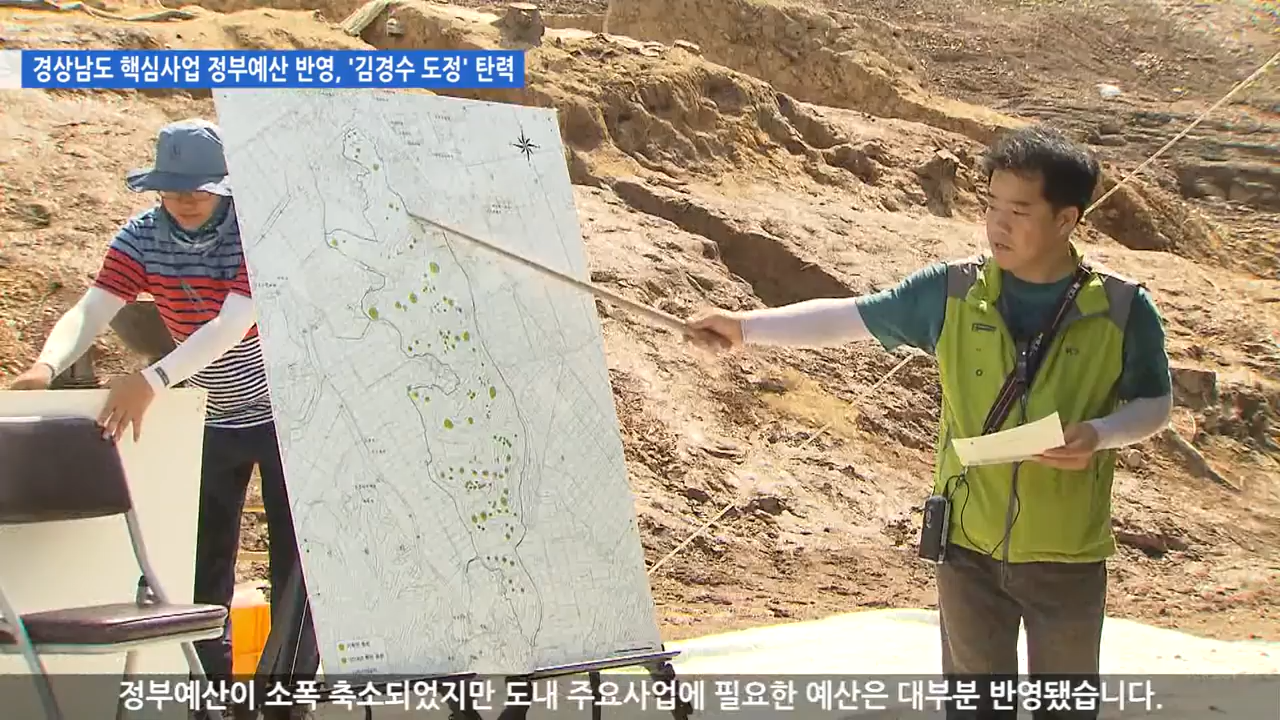 경상남도 핵심사업 정부예산 반영, '김경수 도정' 탄력
정부예산이 소폭 축소되었지만 도내 주요사업에 필요한 예산은 대부분 반영됐습니다.